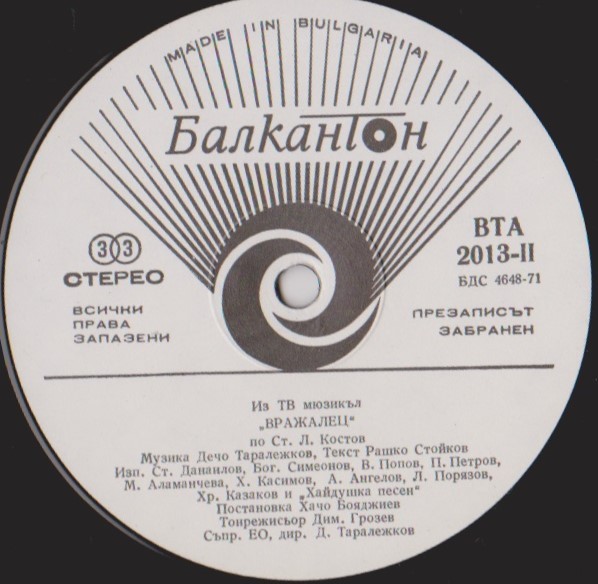 MADE IN BULGARIA
Балкантон
33
СТЕРЕО
ВТА
2013-II
БДС 4648-71
ВСИЧКИ
ПРАВА
ЗАПАЗЕНИ
ПРЕЗАПИСЪТ
ЗАБРАНЕН
Из ТВ мюзикъл
„ВРАЖАЛЕЦ“
по Ст. Л. Костов
Музика Дечо Таралежков, Текст Рашко Стойков
Изп. Ст. Данаилов, Бог. Симеонов, В. Попов, П. Петров,
М. Аламанчева, Х. Касимов, А. Ангелов, Л. Порязов,
Хр. Казаков и „Хайдушка песен“
Постановка Хачо Бояджиев
Тонрежисьор Дим. Грозев
Съпр. ЕО, дир. Д. Таралежков